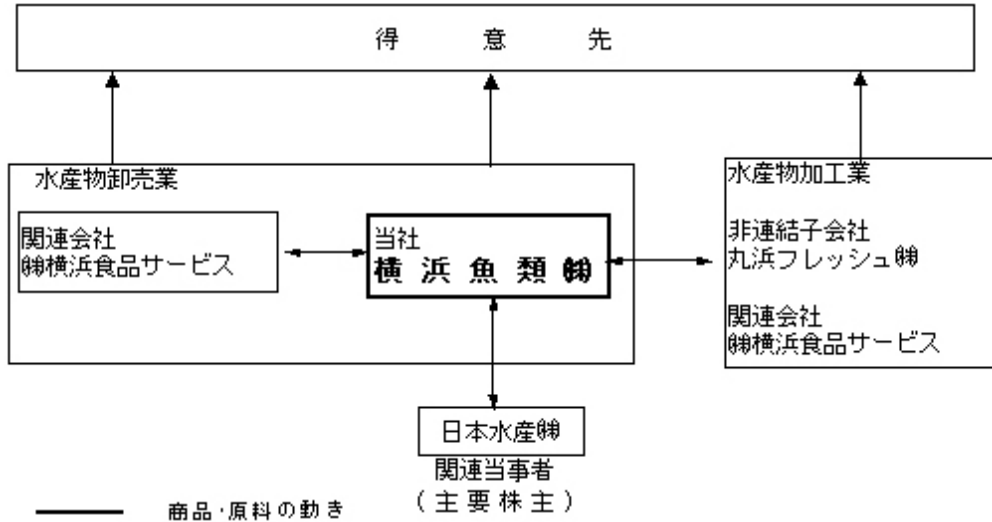 得意先
水産物卸売業
関連会社
㈱横浜食品サービス
当社
横浜魚類㈱
水産物加工業
非連結子会社
丸浜フレッシュ㈱
関連会社
㈱横浜食品サービス
日本水産㈱
関連当事者
(主要株主)
商品・原料の動き